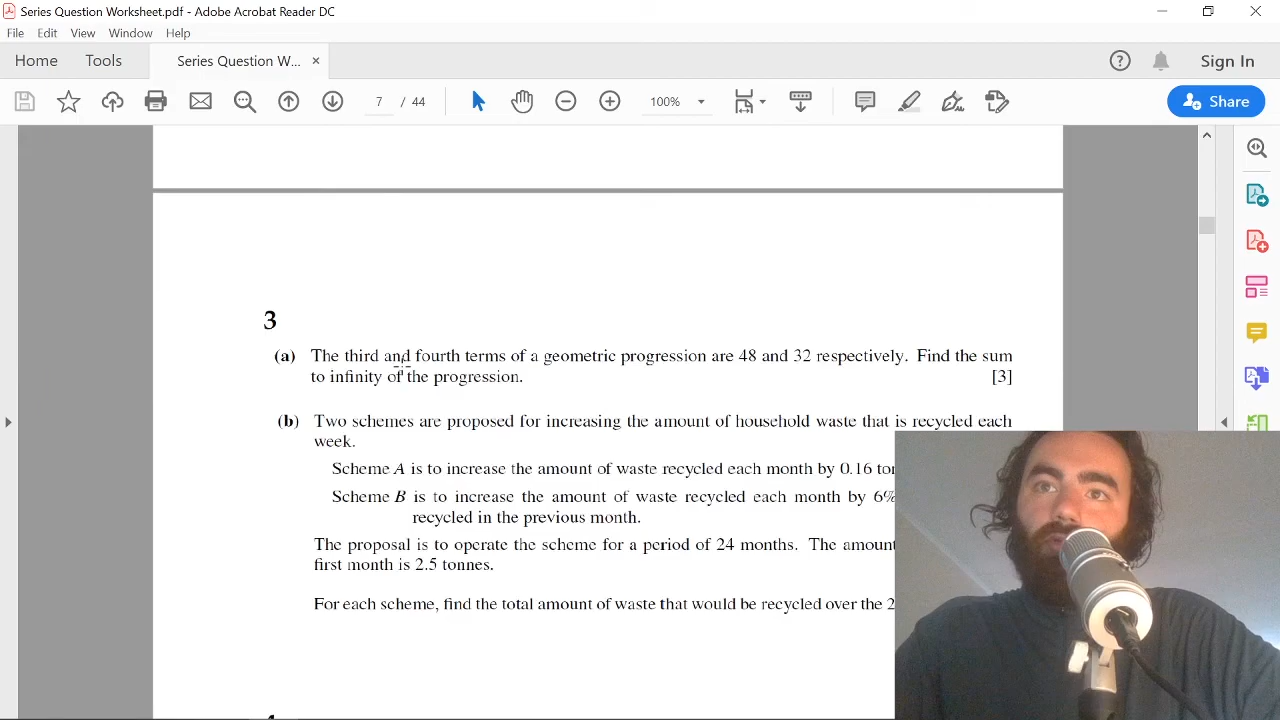 Series Question Worksheet.pdf - Adobe Acrobat Reader DC
File Edit View Window Help
Home Tools Series Question W... ×
Sign In
7 / 44
100%
Share
3
(a) The third and fourth terms of a geometric progression are 48 and 32 respectively. Find the sum
to infinity of the progression. [3]
(b) Two schemes are proposed for increasing the amount of household waste that is recycled each
week.
Scheme A is to increase the amount of waste recycled each month by 0.16
Scheme B is to increase the amount of waste recycled each month by 6%
recycled in the previous month.
The proposal is to operate the scheme for a period of 24 months. The amount
first month is 2.5 tonnes.
For each scheme, find the total amount of waste that would be recycled over the 2